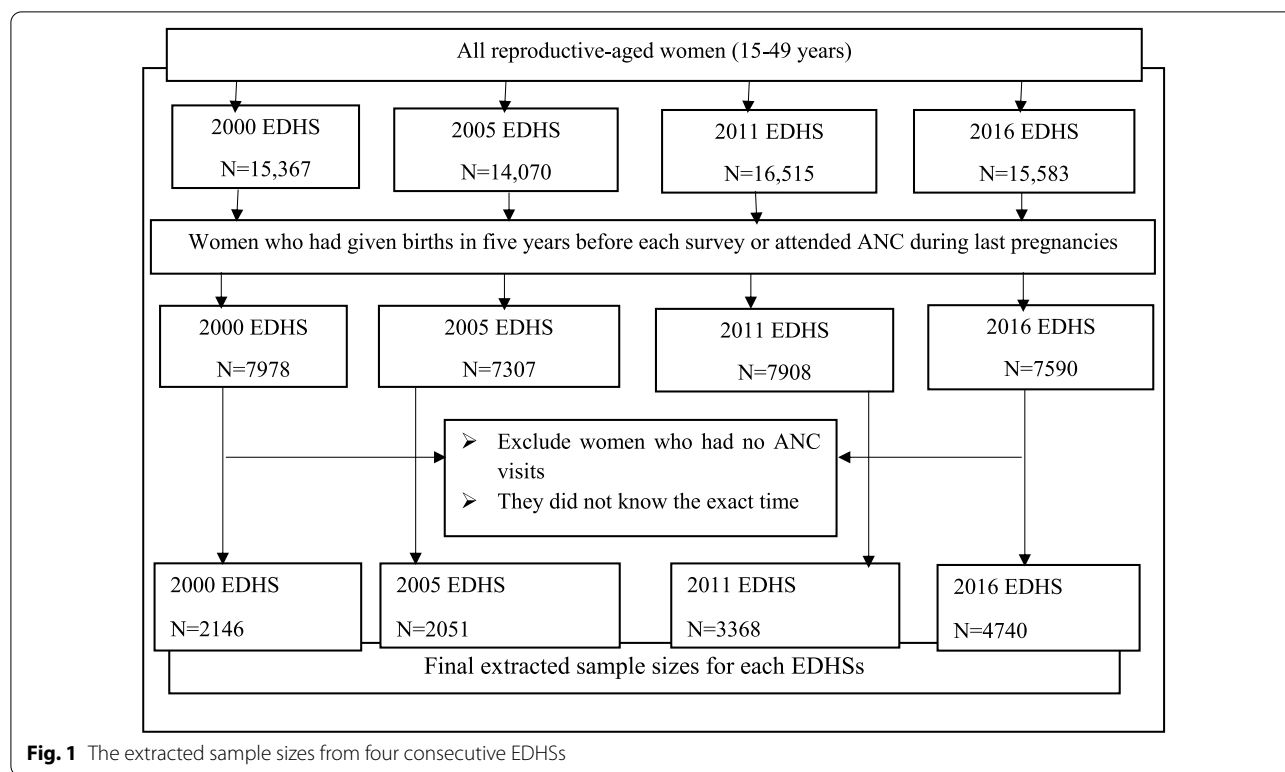 All reproductive-aged women (15-49 years)
2000 EDHS
N=15,367
2005 EDHS
N=14,070
2011 EDHS
N=16,515
2016 EDHS
N=15,583
Women who had given births in five years before each survey or attended ANC during last pregnancies
2000 EDHS
N=7978
2005 EDHS
N=7307
2011 EDHS
N=7908
2016 EDHS
N=7590
➢ Exclude women who had no ANC
visits
➢ They did not know the exact time
2000 EDHS
N=2146
2005 EDHS
N=2051
2011 EDHS
N=3368
2016 EDHS
N=4740
Final extracted sample sizes for each EDHSs
Fig. 1 The extracted sample sizes from four consecutive EDHSs